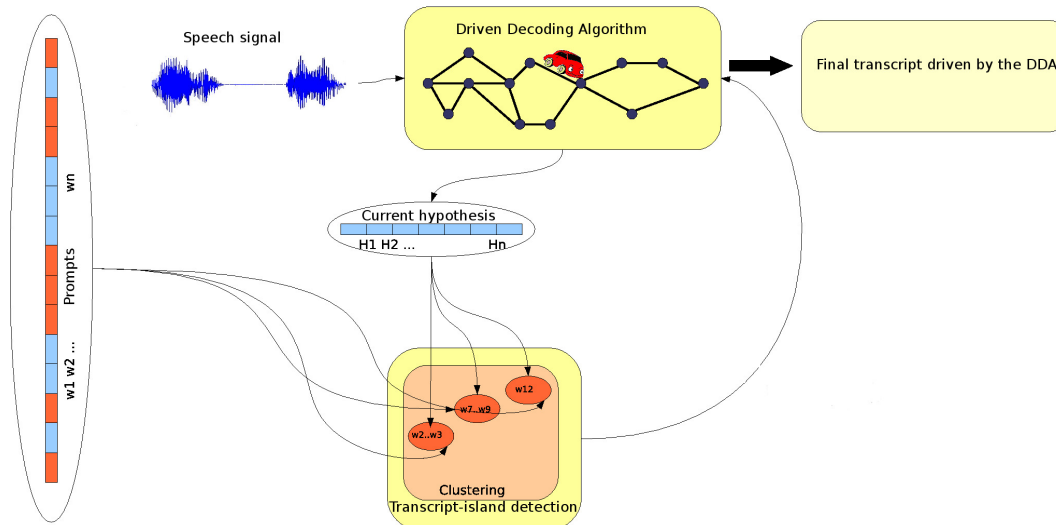 Speech signal
Driven Decoding Algorithm
Final transcript driven by the DDA
w1 w2 ... Prompts wn
Current hypothesis
H1 H2 ... Hn
w12
w7..w9
w2..w3
Clustering
Transcript-island detection